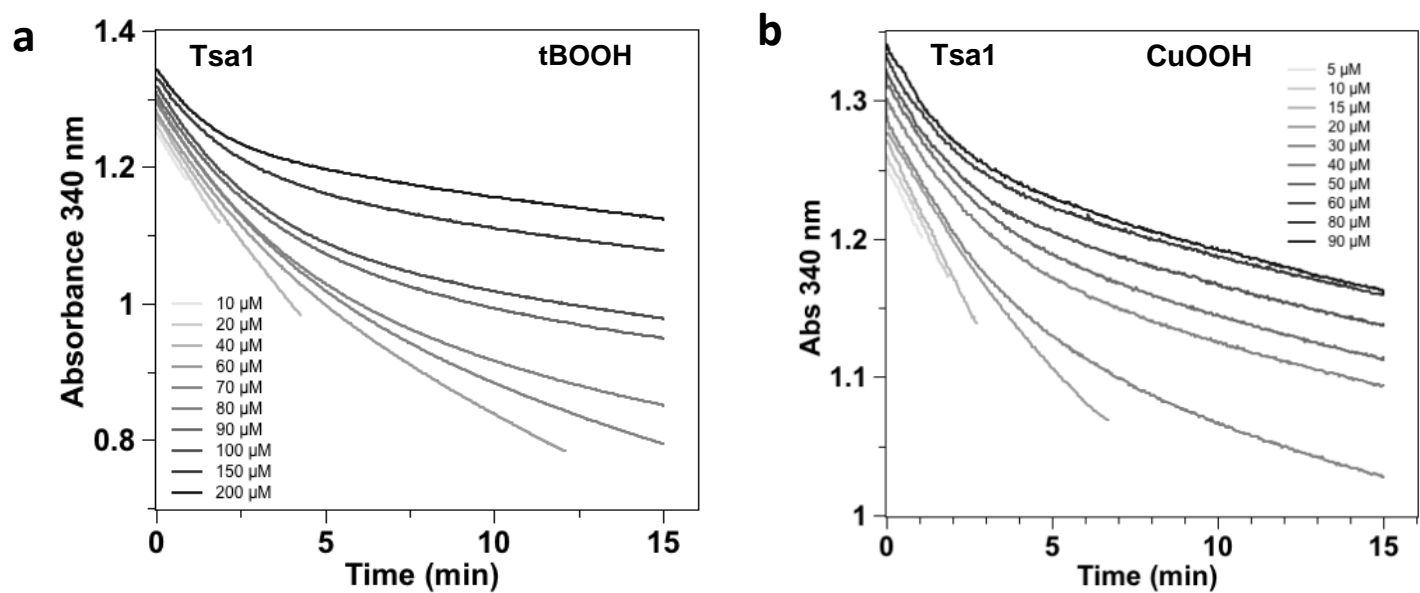 a
Tsa1
tBOOH
1.4
1.2
1
0.8
Absorbance 340 nm
10 µM
20 µM
40 µM
60 µM
70 µM
80 µM
90 µM
100 µM
150 µM
200 µM
0
5
10
15
Time (min)
b
Tsa1
CuOOH
1.3
1.2
1.1
1
Abs 340 nm
5 µM
10 µM
15 µM
20 µM
30 µM
40 µM
50 µM
60 µM
80 µM
90 µM
0
5
10
15
Time (min)